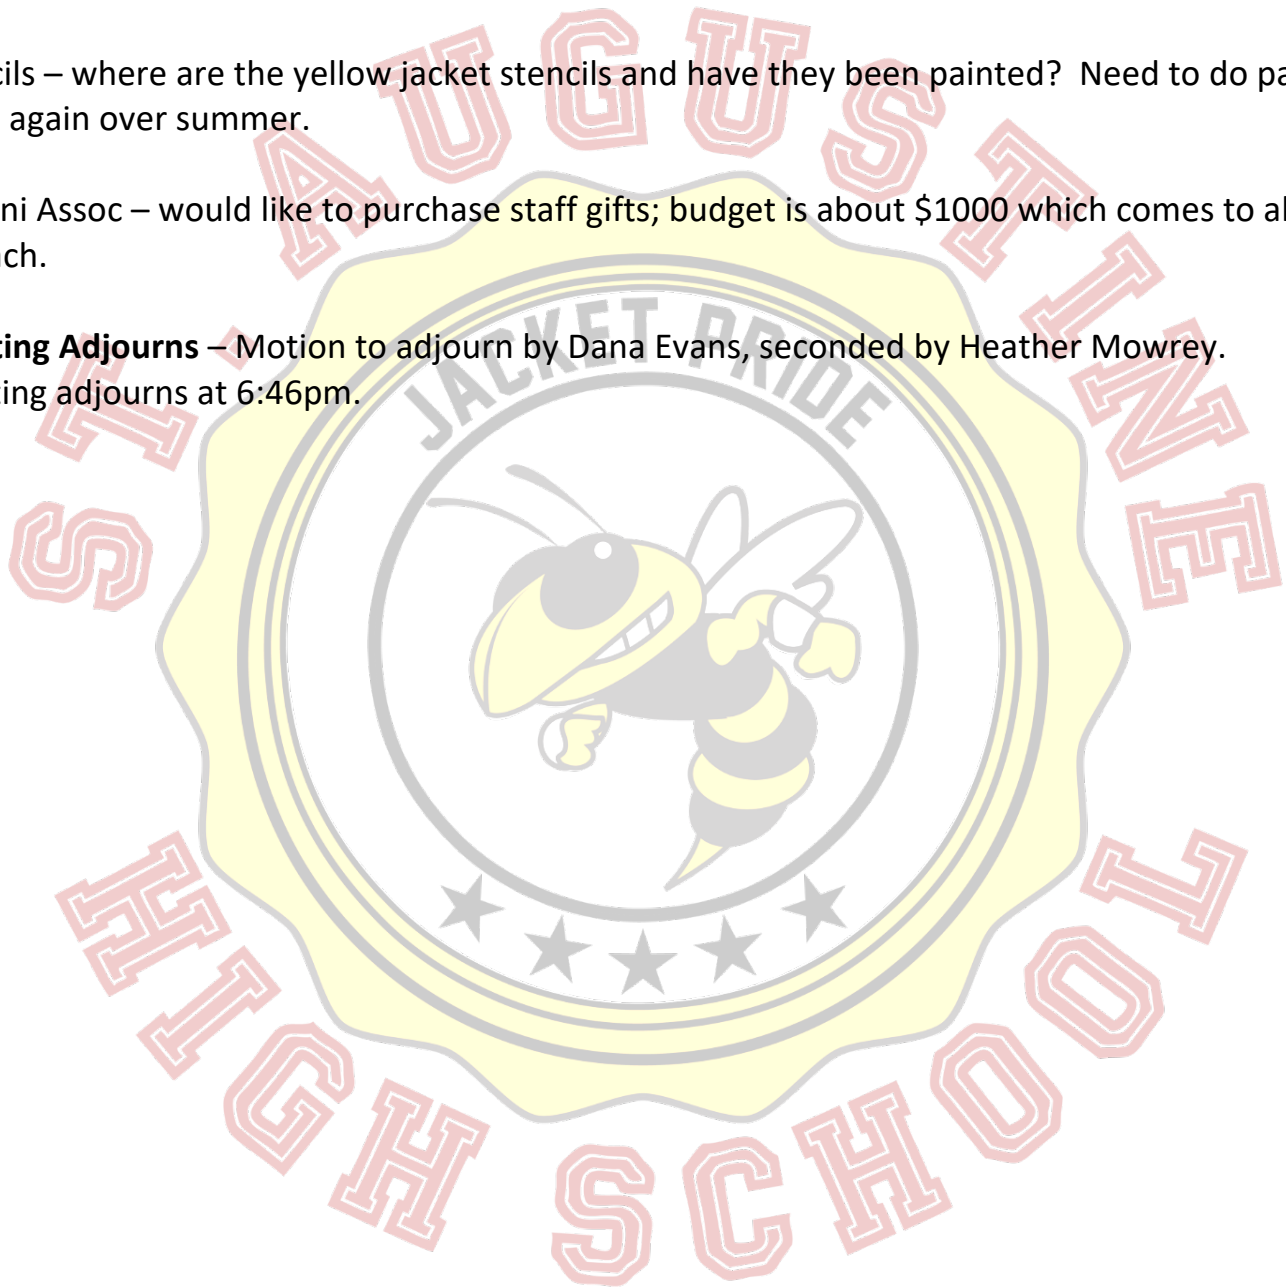 cils – where are the yellow jacket stencils and have they been painted?  Need to do pa
again over summer.
ni Assoc – would like to purchase staff gifts; budget is about $1000 which comes to a
ch.
ting Adjourns – Motion to adjourn by Dana Evans, seconded by Heather Mowrey.
ting adjourns at 6:46pm.
ST. AUGUSTINE
JACKET PRIDE
HIGH SCHOOL